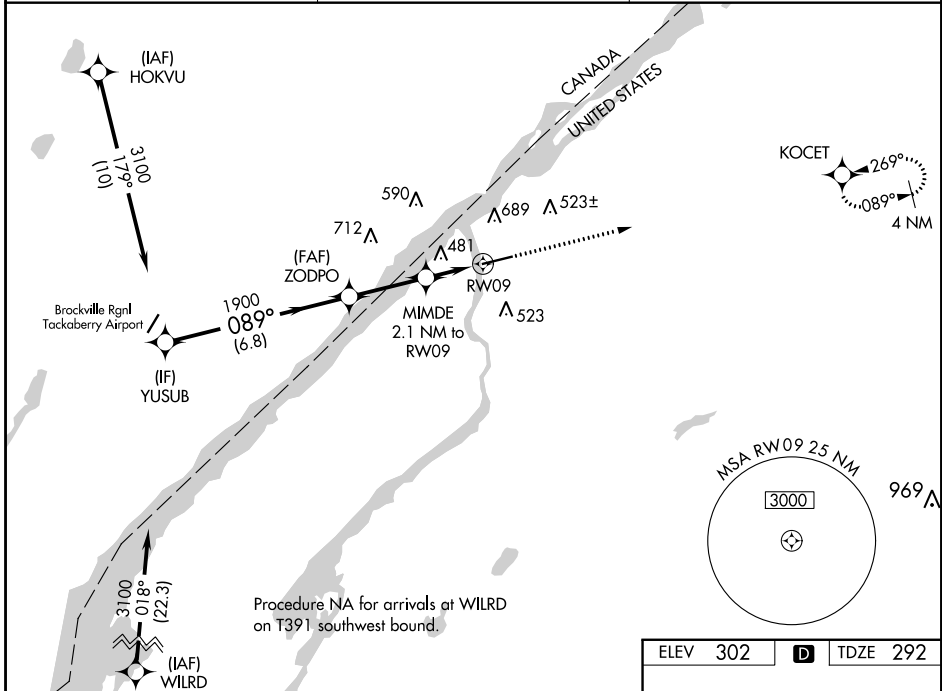 (IAF)
HOKVU
3100
179°
(10)
CANADA
UNITED STATES
KOCET
269°
089°
4 NM
590
689
523±
712
481
(FAF)
ZODPO
RW09
Brockville Rgnl
Tackaberry Airport
1900
089°
(6.8)
MIMDE
2.1 NM to
RW09
523
(IF)
YUSUB
MSA RW09 25 NM
3000
969
3100
018°
(22.3)
Procedure NA for arrivals at WILRD
on T391 southwest bound.
(IAF)
WILRD
ELEV 302 D TDZE 292